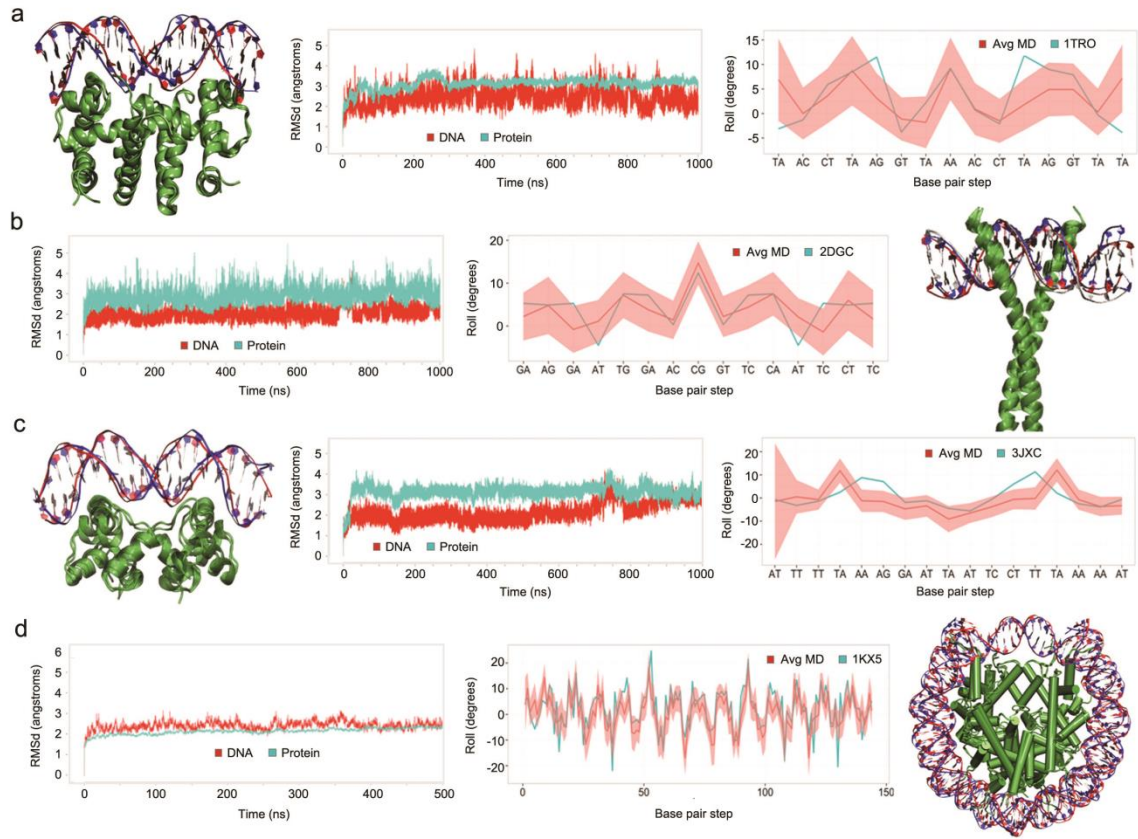 a
RMSd (angstroms)
5
4
3
2
1
0
DNA Protein
0 200 400 600 800 1000
Time (ns)
Roll (degrees)
15
10
5
0
5
Avg MD 1TRO
TA AC CT TA AG GT TA AA AC CT TA AG GT TA TA
Base pair step
b
RMSd (angstroms)
6
5
4
3
2
1
0
DNA Protein
0 200 400 600 800 1000
Time (ns)
Roll (degrees)
20
10
0
Avg MD 2DGC
GA AG GA AT TG GA AC CG GT TC CA AT TC CT TC
Base pair step
c
RMSd (angstroms)
5
4
3
2
1
0
DNA Protein
0 200 400 600 800 1000
Time (ns)
Roll (degrees)
20
10
0
-10
-20
Avg MD 3JXC
AT TT TT TA AA AG GA AT TA AT TC CT TT TA AA AA AT
Base pair step
d
RMSd (angstroms)
6
5
4
3
2
1
0
DNA Protein
0 100 200 300 400 500
Time (ns)
Roll (degrees)
20
10
0
-10
-20
Avg MD 1KX5
0 50 100 150
Base pair step